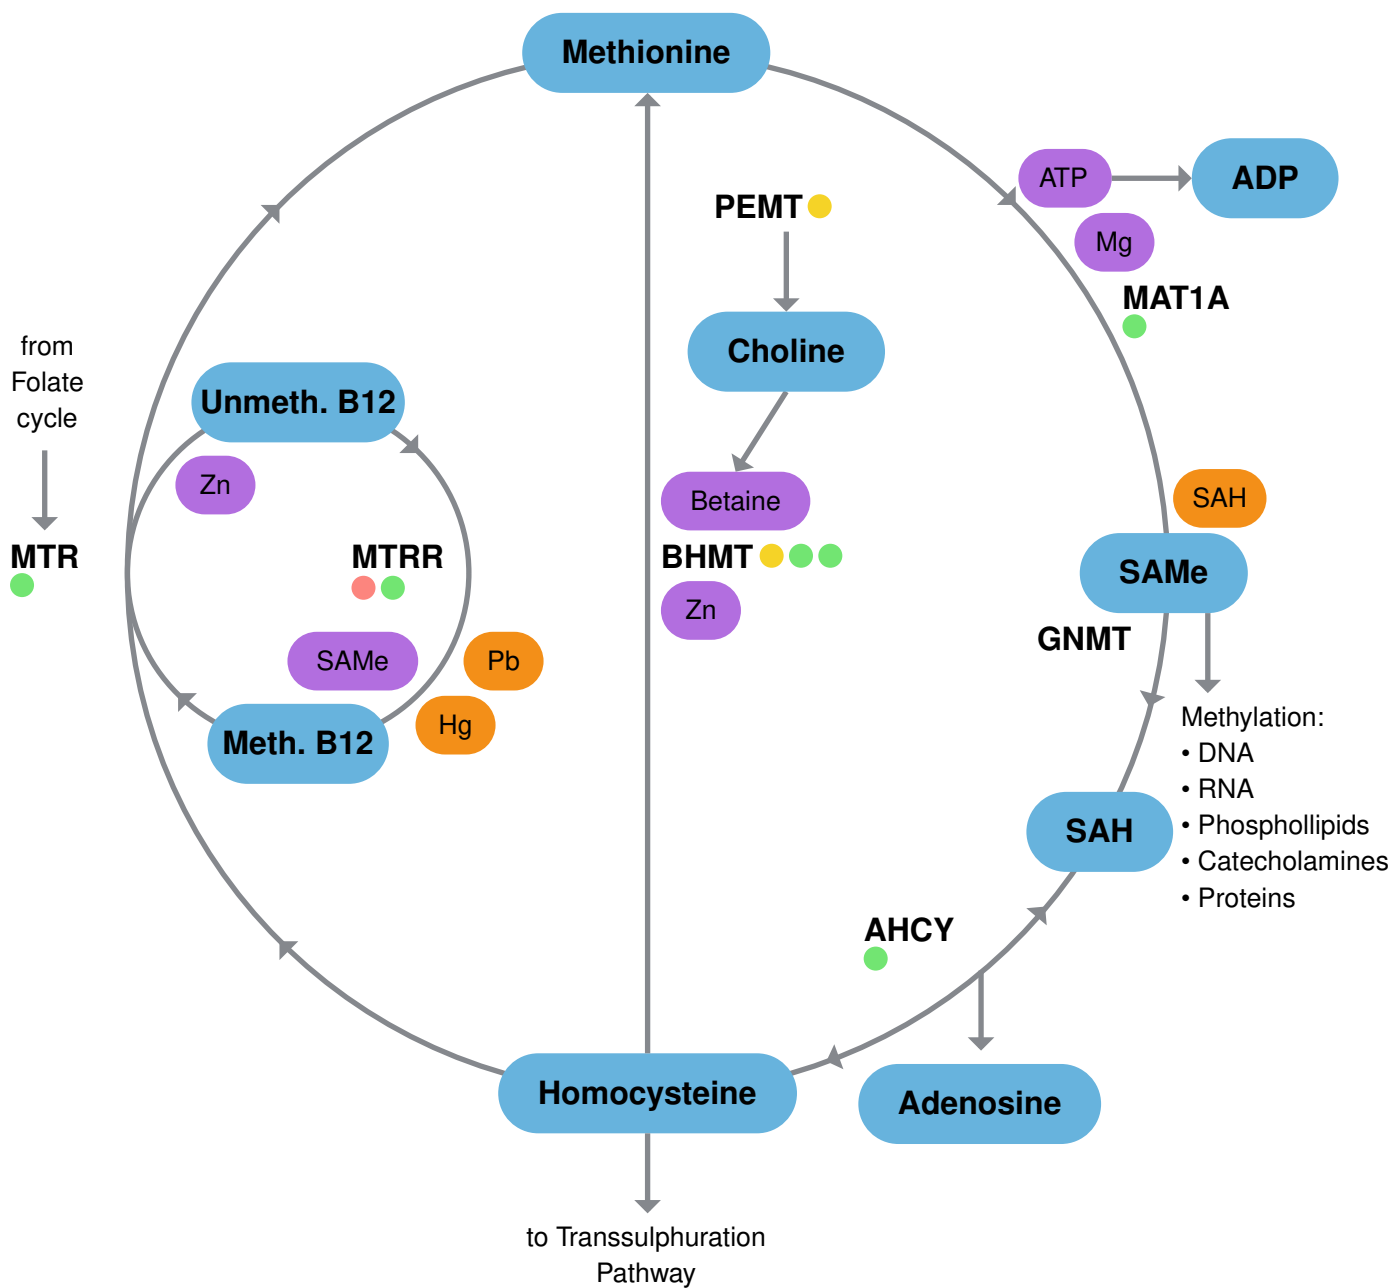 Methionine
ATP
ADP
PEMT
Mg
MAT1A
from
Folate
cycle
Choline
Unmeth. B12
Zn
Betaine
SAH
MTR
MTRR
BHMT
SAMe
Zn
GNMT
SAMe
Pb
Hg
Meth. B12
Methylation:
• DNA
• RNA
• Phosphollipids
• Catecholamines
• Proteins
SAH
AHCY
Homocysteine
Adenosine
to Transsulphuration
Pathway